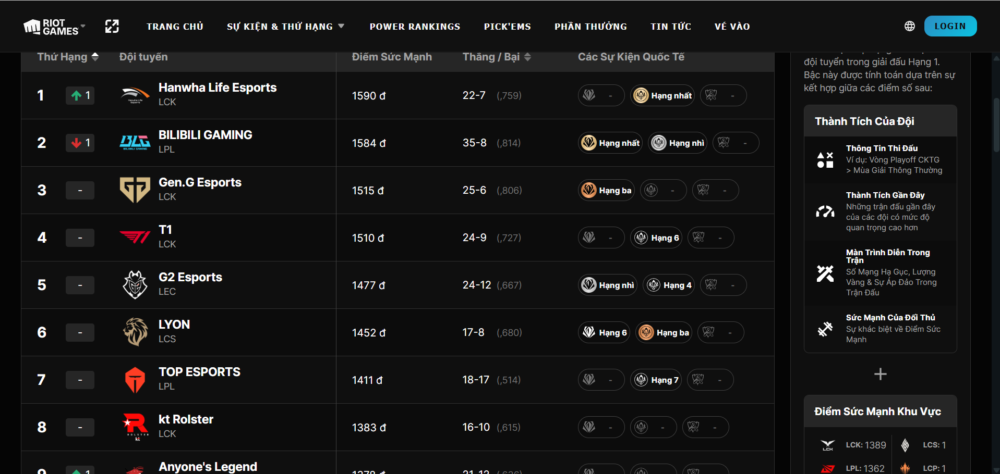 RIOT GAMES
TRANG CHỦ
SỰ KIỆN & THỨ HẠNG
POWER RANKINGS
PICK'EMS
PHẦN THƯỞNG
TIN TỨC
VÉ VÀO
LOGIN
Thứ Hạng Đội tuyển Điểm Sức Mạnh Thắng / Bại Các Sự Kiện Quốc Tế
1 1 Hanwha Life Esports
LCK
1590 đ 22-7 (,759) - Hạng nhất -
2 1 BILIBILI GAMING
LPL
1584 đ 35-8 (,814) Hạng nhất Hạng nhì -
3 - Gen.G Esports
LCK
1515 đ 25-6 (,806) Hạng ba - -
4 - T1
LCK
1510 đ 24-9 (,727) - Hạng 6 -
5 - G2 Esports
LEC
1477 đ 24-12 (,667) Hạng nhì Hạng 4 -
6 - LYON
LCS
1452 đ 17-8 (,680) Hạng 6 Hạng ba -
7 - TOP ESPORTS
LPL
1411 đ 18-17 (,514) - Hạng 7 -
8 - kt Rolster
LCK
1383 đ 16-10 (,615) - - -
Anyone's Legend
đội tuyển trong giải đấu Hạng 1.
Bậc này được tính toán dựa trên sự
kết hợp giữa các điểm số sau:
Thành Tích Của Đội
Thông Tin Thi Đấu
Ví dụ: Vòng Playoff CKTG
> Mùa Giải Thông Thường
Thành Tích Gần Đây
Những trận đấu gần đây
của các đội có mức độ
quan trọng cao hơn
Màn Trình Diễn Trong
Trận
Số Mạng Hạ Gục, Lượng
Vàng & Sự Áp Đảo Trong
Trận Đấu
Sức Mạnh Của Đối Thủ
Sự khác biệt về Điểm Sức
Mạnh
Điểm Sức Mạnh Khu Vực
LCK: 1389 LCS: 1
LPL: 1362 LCP: 1